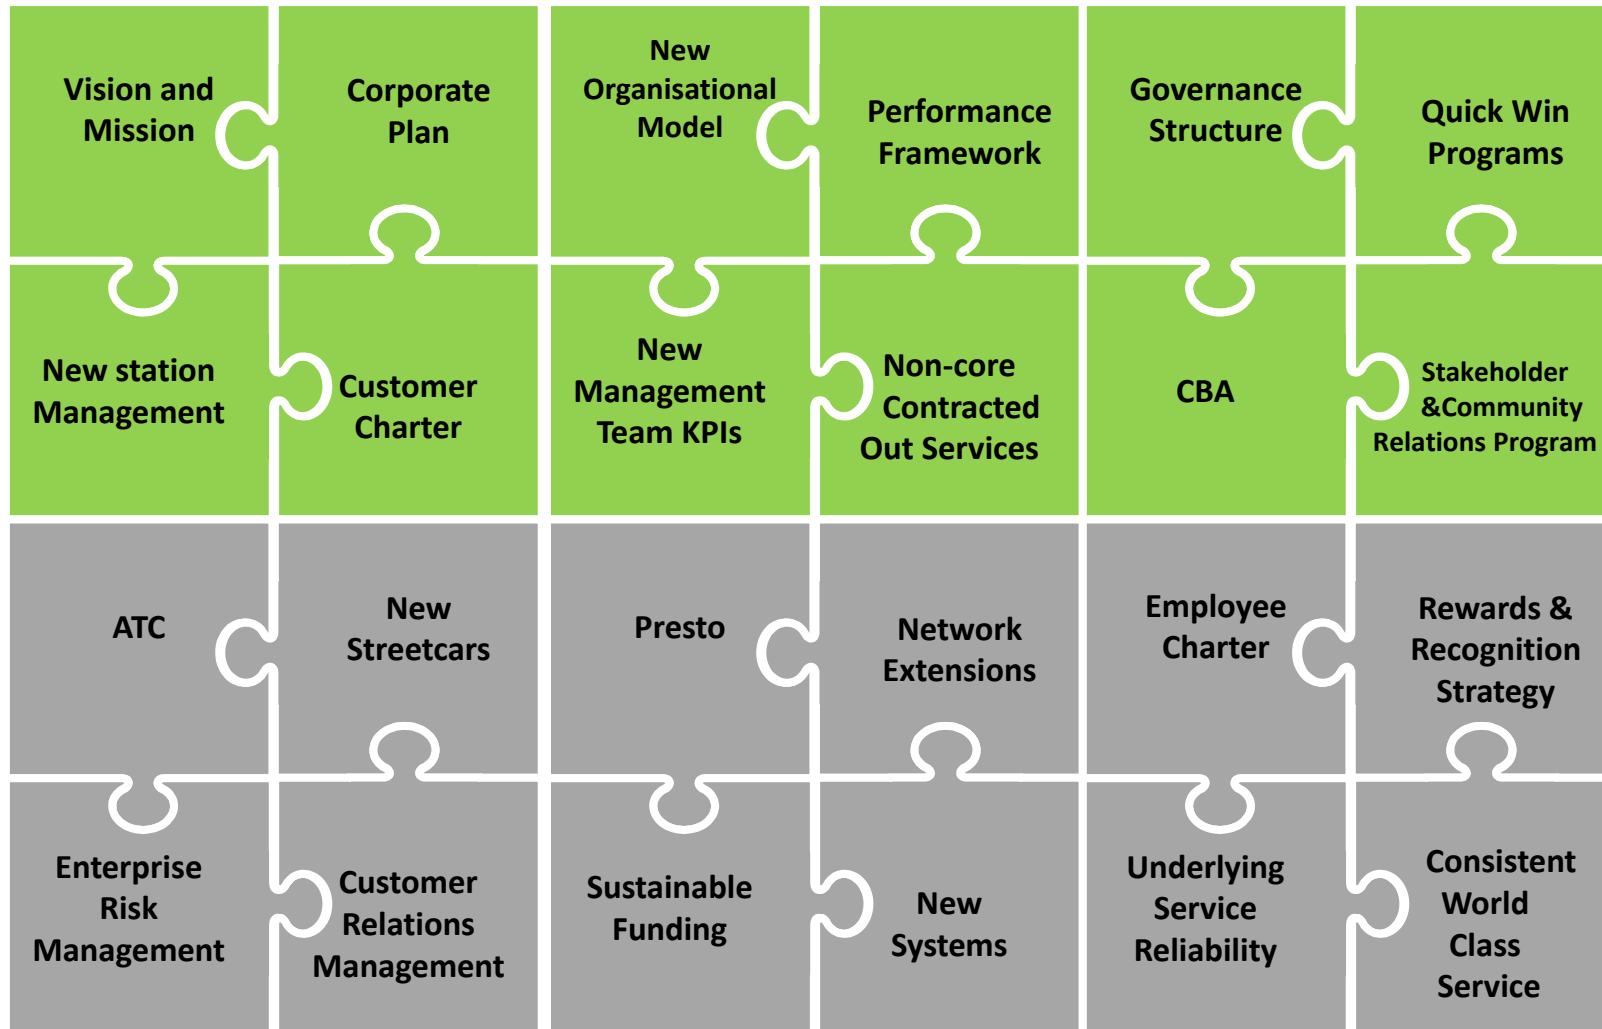 Vision and
Mission
Corporate
Plan
New
Organisational
Model
Performance
Framework
Governance
Structure
Quick Win
Programs
New station
Management
Customer
Charter
New
Management
Team KPIs
Non-core
Contracted
Out Services
CBA
Stakeholder
&Community
Relations Program
ATC
New
Streetcars
Presto
Network
Extensions
Employee
Charter
Rewards &
Recognition
Strategy
Enterprise
Risk
Management
Customer
Relations
Management
Sustainable
Funding
New
Systems
Underlying
Service
Reliability
Consistent
World
Class
Service